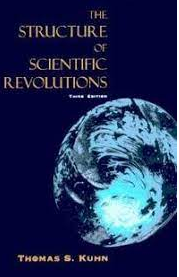 THE
STRUCTURE
OF
SCIENTIFIC
REVOLUTIONS
THIRD EDITION
THOMAS S. KUHN